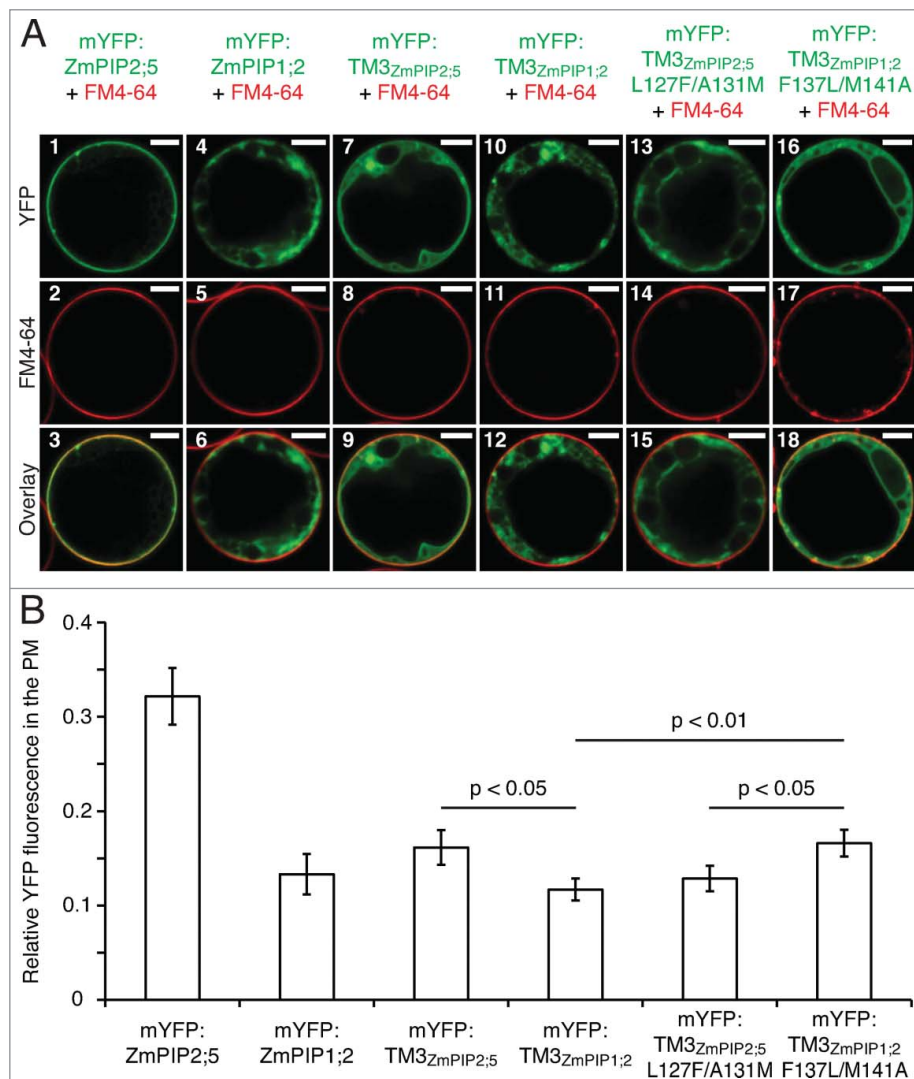 A
mYFP:
ZmPIP2;5
+ FM4-64
mYFP:
ZmPIP1;2
+ FM4-64
mYFP:
TM3ZmPIP2;5
+ FM4-64
mYFP:
TM3ZmPIP1;2
+ FM4-64
mYFP:
TM3ZmPIP2;5
L127F/A131M
+ FM4-64
mYFP:
TM3ZmPIP1;2
F137L/M141A
+ FM4-64
YFP
1 4 7 10 13 16
FM4-64
2 5 8 11 14 17
Overlay
3 6 9 12 15 18
B
Relative YFP fluorescence in the PM
0.4
0.3
0.2
0.1
0
p < 0.01
p < 0.05
p < 0.05
mYFP:
ZmPIP2;5
mYFP:
ZmPIP1;2
mYFP:
TM3ZmPIP2;5
mYFP:
TM3ZmPIP1;2
mYFP:
TM3ZmPIP2;5
L127F/A131M
mYFP:
TM3ZmPIP1;2
F137L/M141A